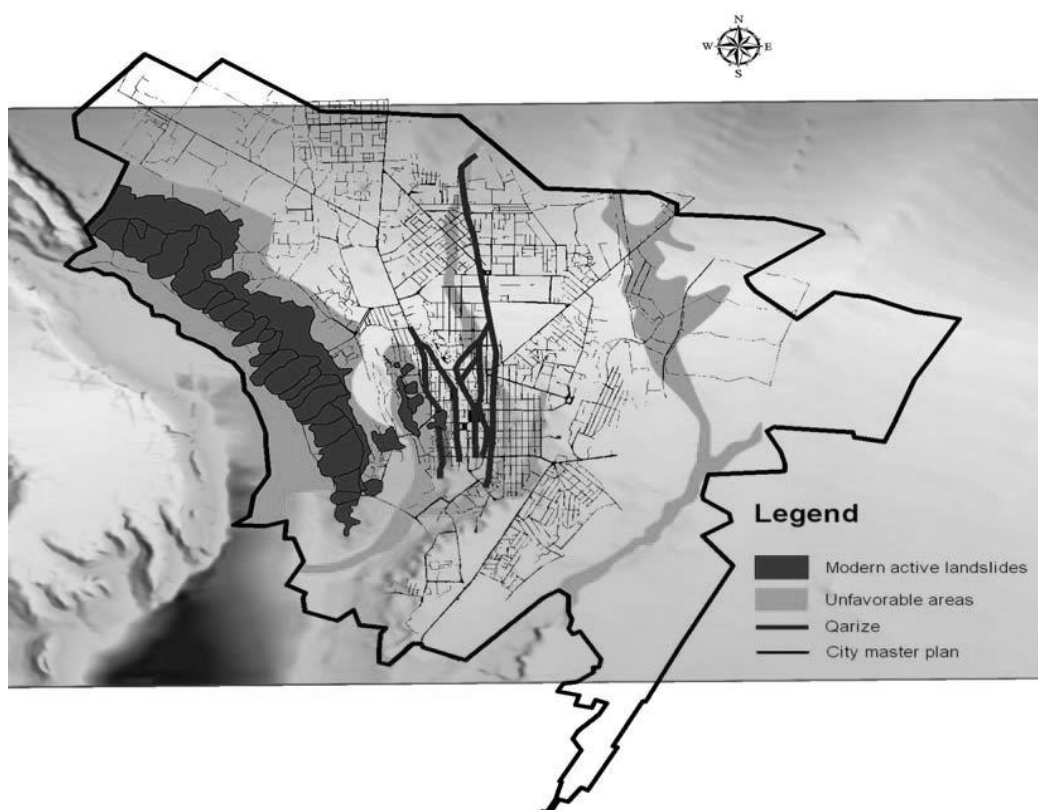 N
W E
S
Legend
Modern active landslides
Unfavorable areas
Qarize
City master plan